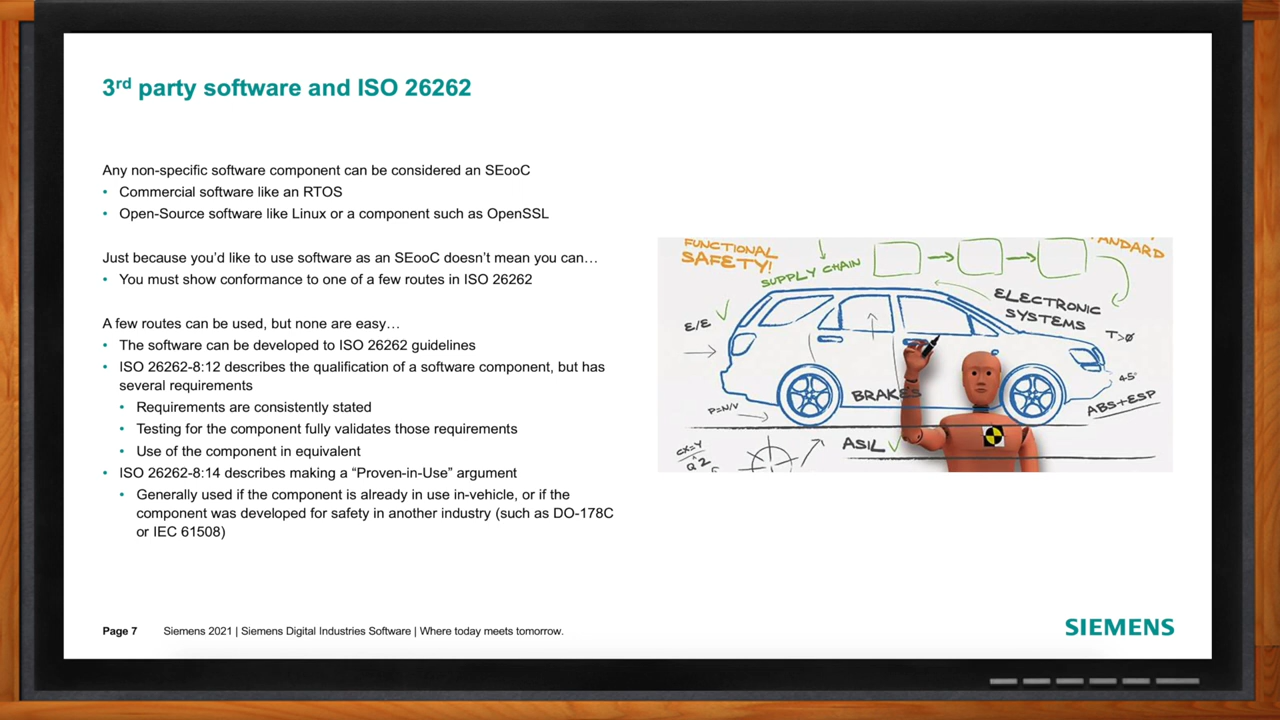 3rd party software and ISO 26262
Any non-specific software component can be considered an SEooC
• Commercial software like an RTOS
• Open-Source software like Linux or a component such as OpenSSL
Just because you’d like to use software as an SEooC doesn’t mean you can…
• You must show conformance to one of a few routes in ISO 26262
A few routes can be used, but none are easy…
• The software can be developed to ISO 26262 guidelines
• ISO 26262-8:12 describes the qualification of a software component, but has
several requirements
• Requirements are consistently stated
• Testing for the component fully validates those requirements
• Use of the component in equivalent
• ISO 26262-8:14 describes making a “Proven-in-Use” argument
• Generally used if the component is already in use in-vehicle, or if the
component was developed for safety in another industry (such as DO-178C
or IEC 61508)
FUNCTIONAL
SAFETY!
SUPPLY CHAIN
ELECTRONIC
SYSTEMS
E/E
T>0
BRAKES
45°
P=N/V
ABS+ESP
ASIL
Page 7 Siemens 2021 | Siemens Digital Industries Software | Where today meets tomorrow.
SIEMENS